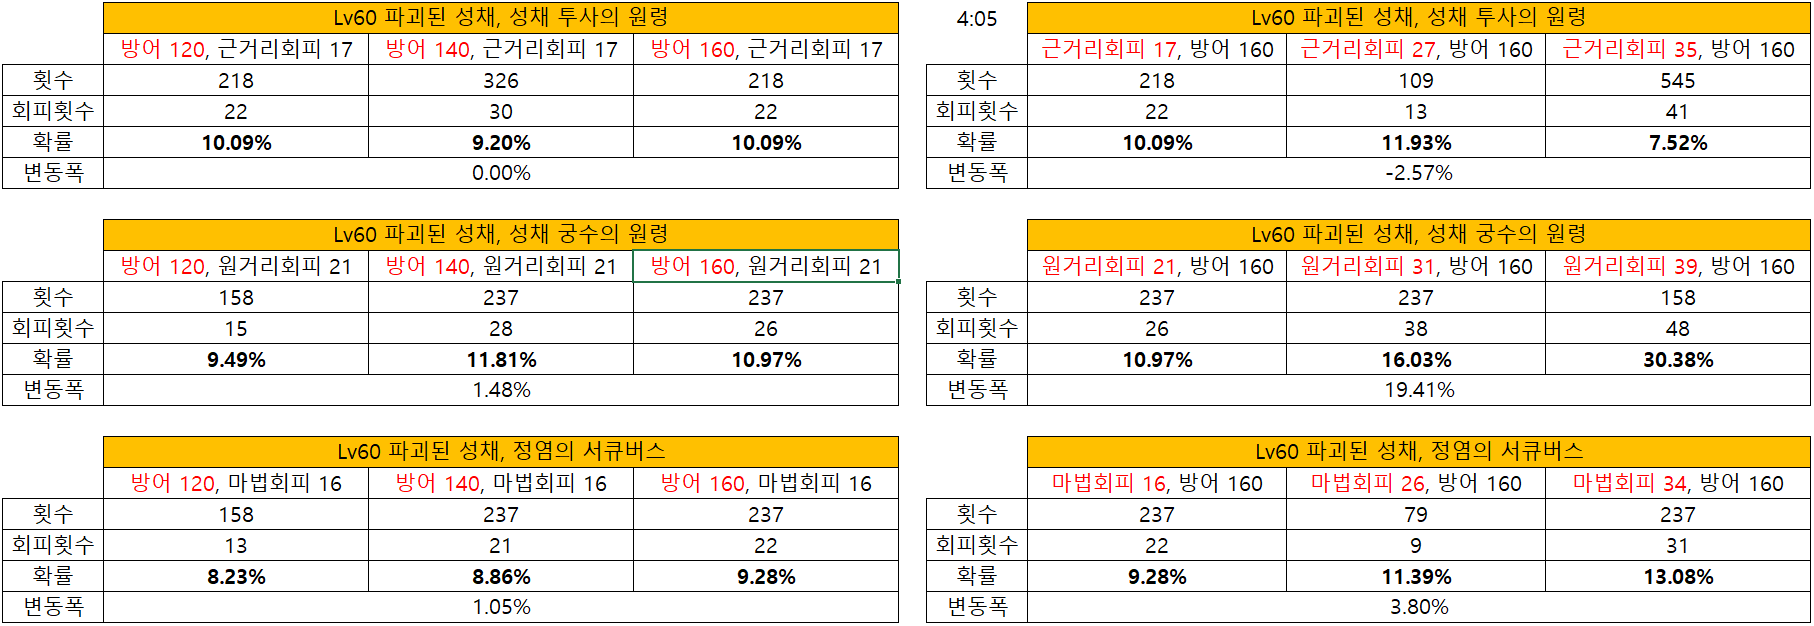 Lv60 파괴된 성채, 성채 투사의 원령
방어 120, 근거리회피 17 방어 140, 근거리회피 17 방어 160, 근거리회피 17
횟수 218 326 218
회피횟수 22 30 22
확률 10.09% 9.20% 10.09%
변동폭 0.00%
4:05 Lv60 파괴된 성채, 성채 투사의 원령
근거리회피 17, 방어 160 근거리회피 27, 방어 160 근거리회피 35, 방어 160
횟수 218 109 545
회피횟수 22 13 41
확률 10.09% 11.93% 7.52%
변동폭 -2.57%
Lv60 파괴된 성채, 성채 궁수의 원령
방어 120, 원거리회피 21 방어 140, 원거리회피 21 방어 160, 원거리회피 21
횟수 158 237 237
회피횟수 15 28 26
확률 9.49% 11.81% 10.97%
변동폭 1.48%
Lv60 파괴된 성채, 성채 궁수의 원령
원거리회피 21, 방어 160 원거리회피 31, 방어 160 원거리회피 39, 방어 160
횟수 237 237 158
회피횟수 26 38 48
확률 10.97% 16.03% 30.38%
변동폭 19.41%
Lv60 파괴된 성채, 정염의 서큐버스
방어 120, 마법회피 16 방어 140, 마법회피 16 방어 160, 마법회피 16
횟수 158 237 237
회피횟수 13 21 22
확률 8.23% 8.86% 9.28%
변동폭 1.05%
Lv60 파괴된 성채, 정염의 서큐버스
마법회피 16, 방어 160 마법회피 26, 방어 160 마법회피 34, 방어 160
횟수 237 79 237
회피횟수 22 9 31
확률 9.28% 11.39% 13.08%
변동폭 3.80%